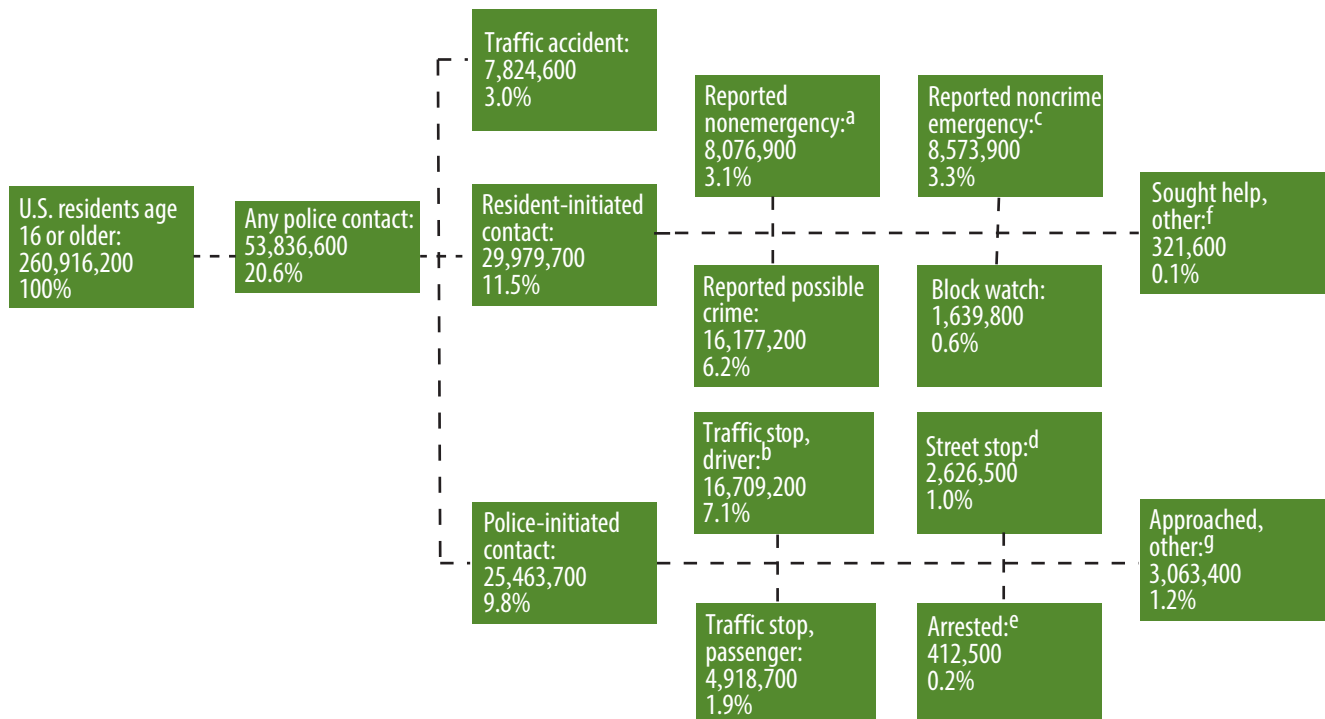 U.S. residents age
16 or older:
260,916,200
100%
Any police contact:
53,836,600
20.6%
Traffic accident:
7,824,600
3.0%
Resident-initiated
contact:
29,979,700
11.5%
Reported
nonemergency:a
8,076,900
3.1%
Reported noncrime
emergency:c
8,573,900
3.3%
Reported possible
crime:
16,177,200
6.2%
Block watch:
1,639,800
0.6%
Sought help,
other:f
321,600
0.1%
Police-initiated
contact:
25,463,700
9.8%
Traffic stop,
driver:b
16,709,200
7.1%
Street stop:d
2,626,500
1.0%
Traffic stop,
passenger:
4,918,700
1.9%
Arrested:e
412,500
0.2%
Approached,
other:g
3,063,400
1.2%